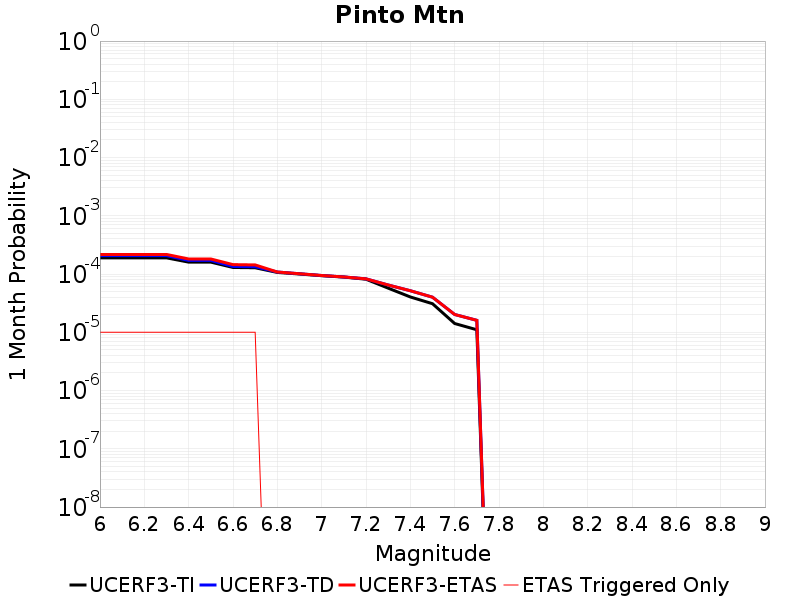 Pinto Mtn
1 Month Probability
10^0
10^-1
10^-2
10^-3
10^-4
10^-5
10^-6
10^-7
10^-8
6 6.2 6.4 6.6 6.8 7 7.2 7.4 7.6 7.8 8 8.2 8.4 8.6 8.8 9
Magnitude
UCERF3-TI UCERF3-TD UCERF3-ETAS ETAS Triggered Only